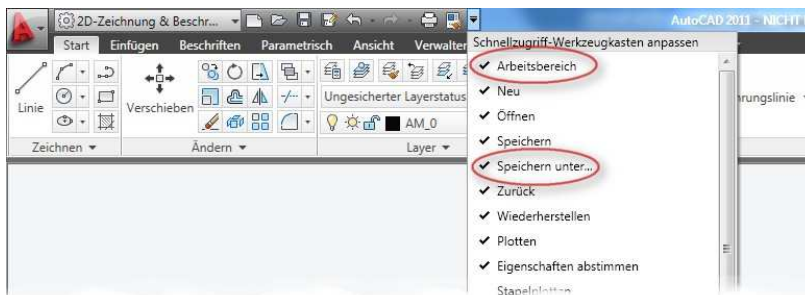 2D-Zeichnung & Beschr...
AutoCAD 2011 - NICHT
Start Einfügen Beschriften Parametrisch Ansicht Verwalten
Schnellzugriff-Werkzeugkasten anpassen
Arbeitsbereich
Neu
Öffnen
Speichern
Speichern unter...
Zurück
Wiederherstellen
Plotten
Eigenschaften abstimmen
Stapelplotten
Linie
Verschieben
Ungesicherter Layerstatus
AM_0
rungslinie
Zeichnen
Ändern
Layer